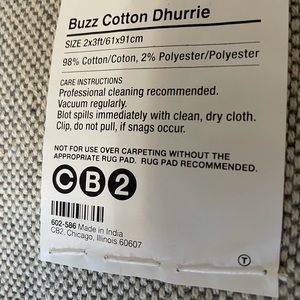 Buzz Cotton Dhurrie
SIZE 2x3ft/61x91cm
98% Cotton/Coton, 2% Polyester/Polyester
CARE INSTRUCTIONS
Professional cleaning recommended.
Vacuum regularly.
Blot spills immediately with clean, dry cloth.
Clip, do not pull, if snags occur.
NOT FOR USE OVER CARPETING WITHOUT THE
APPROPRIATE RUG PAD. RUG PAD RECOMMENDED.
CB2
602-586 Made in India
CB2, Chicago, Illinois 60607
T